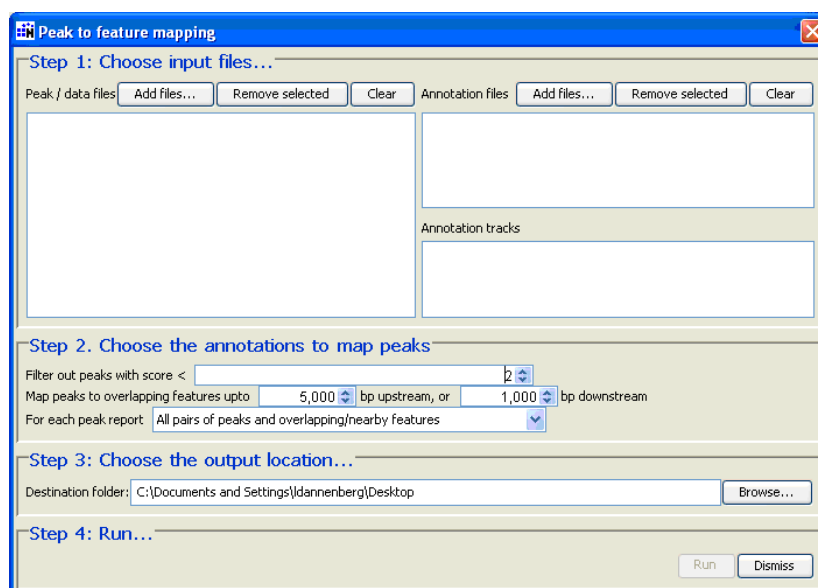 Peak to feature mapping
Step 1: Choose input files...
Peak / data files Add files... Remove selected Clear Annotation files Add files... Remove selected Clear
Annotation tracks
Step 2. Choose the annotations to map peaks
Filter out peaks with score < 2
Map peaks to overlapping features upto 5,000 bp upstream, or 1,000 bp downstream
For each peak report All pairs of peaks and overlapping/nearby features
Step 3: Choose the output location...
Destination folder: C:\Documents and Settings\ldannenberg\Desktop Browse...
Step 4: Run...
Run Dismiss